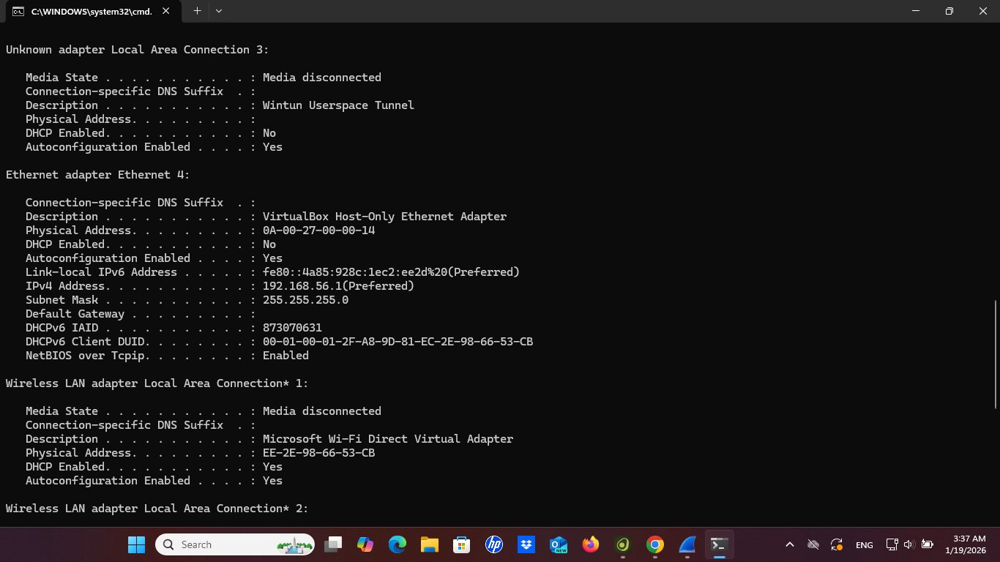 C:\WINDOWS\system32\cmd.
Unknown adapter Local Area Connection 3:
Media State . . . . . . . . . . . : Media disconnected
Connection-specific DNS Suffix  . :
Description . . . . . . . . . . . : Wintun Userspace Tunnel
Physical Address. . . . . . . . . :
DHCP Enabled. . . . . . . . . . . : No
Autoconfiguration Enabled . . . . : Yes
Ethernet adapter Ethernet 4:
Connection-specific DNS Suffix  . :
Description . . . . . . . . . . . : VirtualBox Host-Only Ethernet Adapter
Physical Address. . . . . . . . . : 0A-00-27-00-00-14
DHCP Enabled. . . . . . . . . . . : No
Autoconfiguration Enabled . . . . : Yes
Link-local IPv6 Address . . . . . : fe80::4a85:928c:1ec2:ee2d%20(Preferred)
IPv4 Address. . . . . . . . . . . : 192.168.56.1(Preferred)
Subnet Mask . . . . . . . . . . . : 255.255.255.0
Default Gateway . . . . . . . . . :
DHCPv6 IAID . . . . . . . . . . . : 873070631
DHCPv6 Client DUID. . . . . . . . : 00-01-00-01-2F-A8-9D-81-EC-2E-98-66-53-CB
NetBIOS over Tcpip. . . . . . . . : Enabled
Wireless LAN adapter Local Area Connection* 1:
Media State . . . . . . . . . . . : Media disconnected
Connection-specific DNS Suffix  . :
Description . . . . . . . . . . . : Microsoft Wi-Fi Direct Virtual Adapter
Physical Address. . . . . . . . . : EE-2E-98-66-53-CB
DHCP Enabled. . . . . . . . . . . : Yes
Autoconfiguration Enabled . . . . : Yes
Wireless LAN adapter Local Area Connection* 2:
Search
hp
NEW
ENG
3:37 AM
1/19/2026